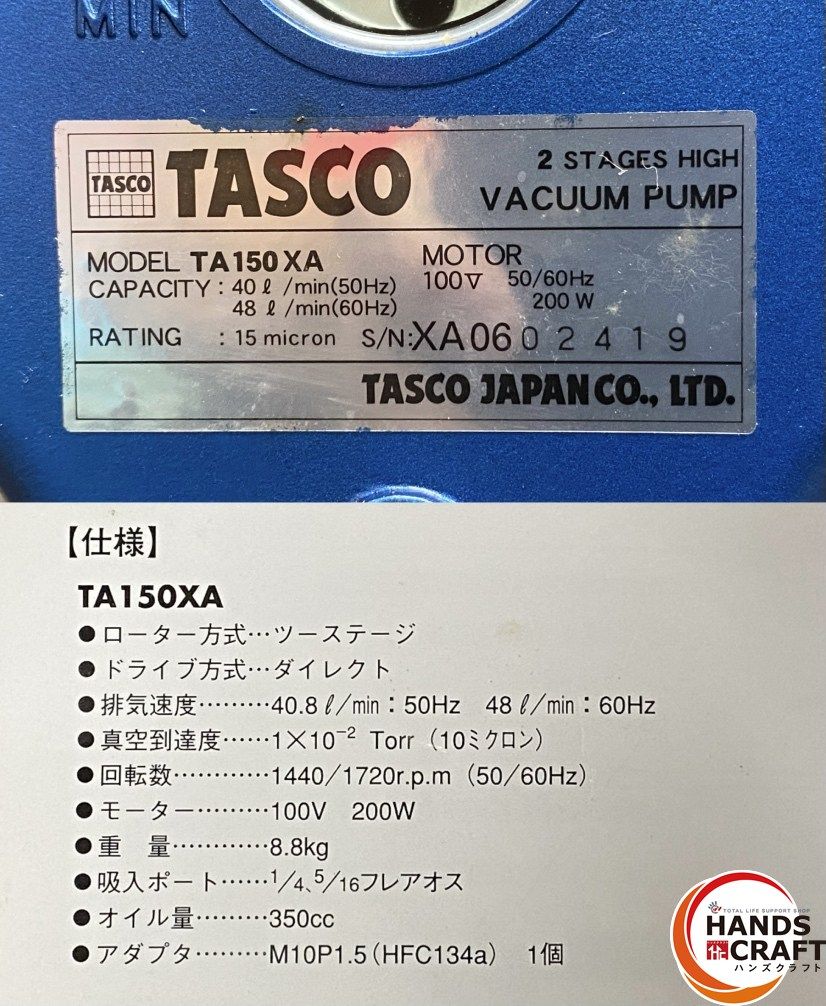 MIN
TASCO
TASCO
2 STAGES HIGH
VACUUM PUMP
MODEL TA150XA
CAPACITY : 40ℓ/min(50Hz)
48ℓ/min(60Hz)
MOTOR
100V 50/60Hz
200W
RATING : 15 micron S/N:XA0602419
TASCO JAPAN CO., LTD.
【仕様】
TA150XA
●ローター方式…ツーステージ
●ドライブ方式…ダイレクト
●排気速度………40.8ℓ/min：50Hz 48ℓ/min：60Hz
●真空到達度……1×10⁻² Torr（10ミクロン）
●回転数…………1440/1720r.p.m（50/60Hz）
●モーター………100V 200W
●重 量…………8.8kg
●吸入ポート……1/4、5/16フレアオス
●オイル量………350cc
●アダプタ………M10P1.5（HFC134a） 1個
TOTAL LIFE SUPPORT SHOP
HANDS
CRAFT
ハンズクラフト